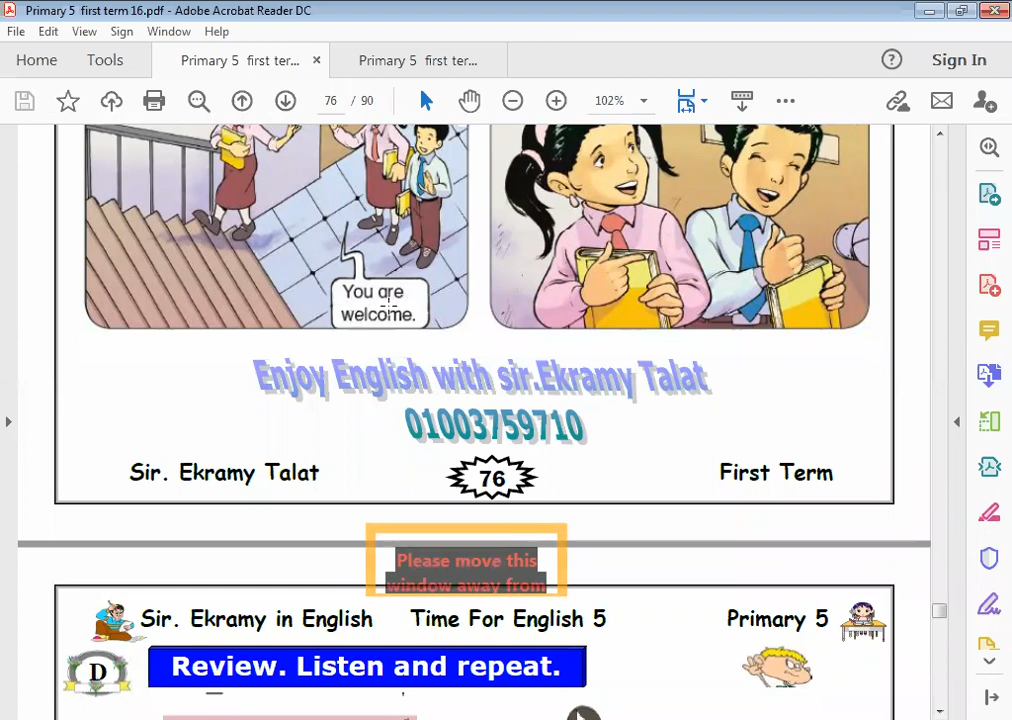 Primary 5 first term 16.pdf - Adobe Acrobat Reader DC
File Edit View Sign Window Help
Home Tools Primary 5 first ter... × Primary 5 first ter... ? Sign In
76 / 90 102%
You are
welcome.
Enjoy English with sir.Ekramy Talat
01003759710
Sir. Ekramy Talat 76 First Term
Please move this
window away from
Sir. Ekramy in English Time For English 5 Primary 5
D Review. Listen and repeat.